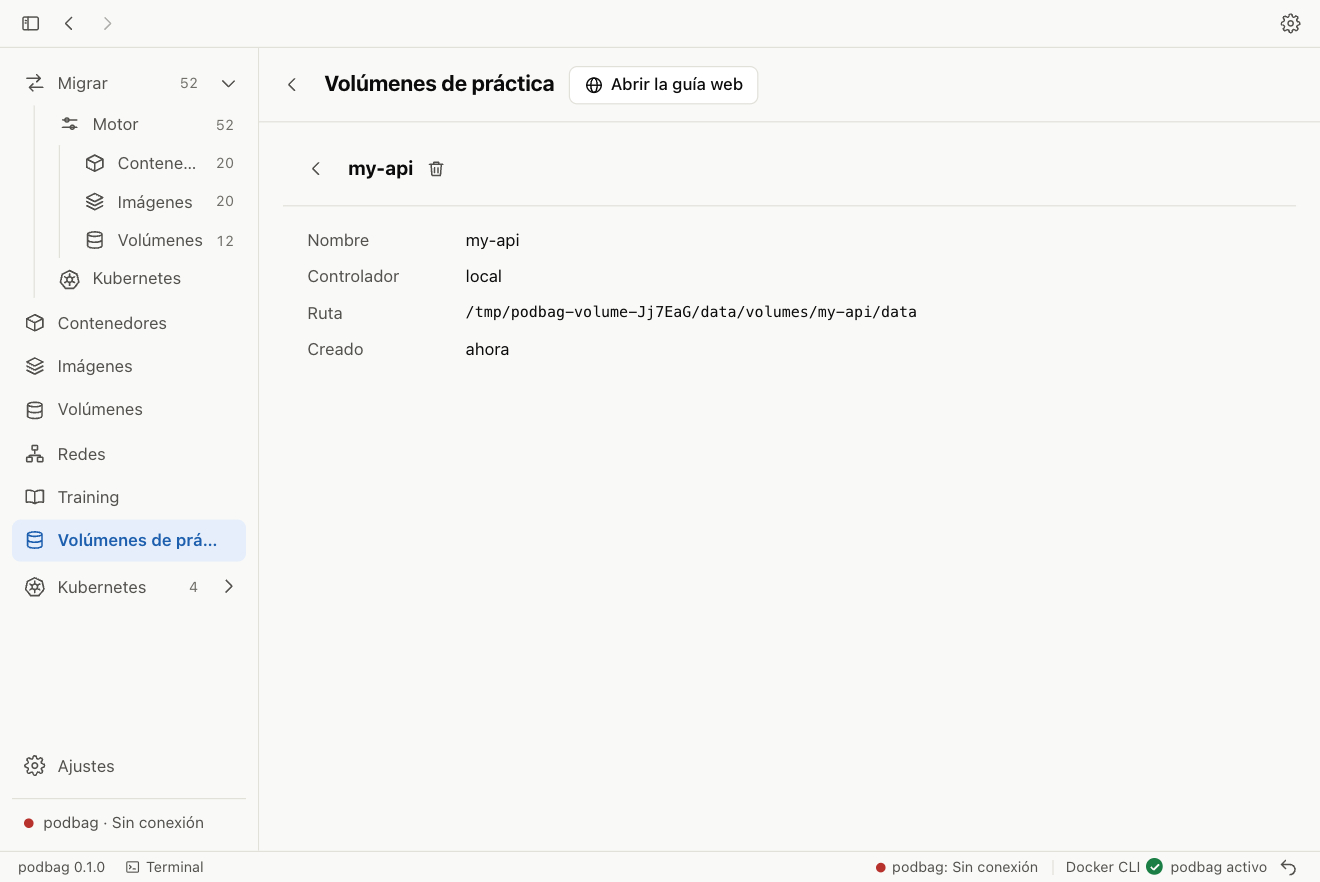 Migrar 52
Motor 52
Contene... 20
Imágenes 20
Volúmenes 12
Kubernetes
Contenedores
Imágenes
Volúmenes
Redes
Training
Volúmenes de prá...
Kubernetes 4
Ajustes
podbag · Sin conexión
Volúmenes de práctica
Abrir la guía web
my-api
Nombre my-api
Controlador local
Ruta /tmp/podbag-volume-Jj7EaG/data/volumes/my-api/data
Creado ahora
podbag 0.1.0 Terminal podbag: Sin conexión Docker CLI podbag activo